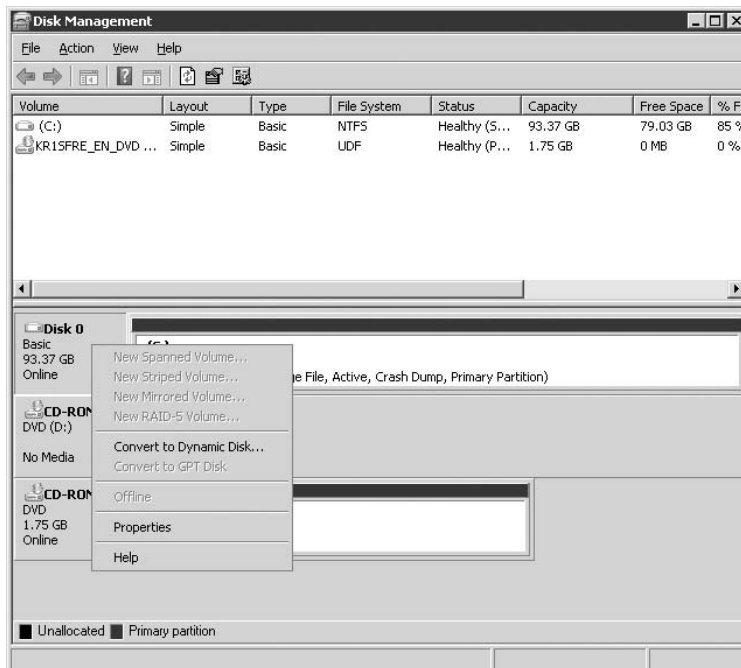 Disk Management
File Action View Help
Volume Layout Type File System Status Capacity Free Space % F
(C:) Simple Basic NTFS Healthy (S... 93.37 GB 79.03 GB 85 %
KR1SFRE_EN_DVD ... Simple Basic UDF Healthy (P... 1.75 GB 0 MB 0 %
Disk 0
Basic
93.37 GB
Online
(C:)
ge File, Active, Crash Dump, Primary Partition)
New Spanned Volume...
New Striped Volume...
New Mirrored Volume...
New RAID-5 Volume...
Convert to Dynamic Disk...
Convert to GPT Disk
Offline
Properties
Help
CD-ROM
DVD (D:)
No Media
CD-ROM
DVD
1.75 GB
Online
Unallocated Primary partition